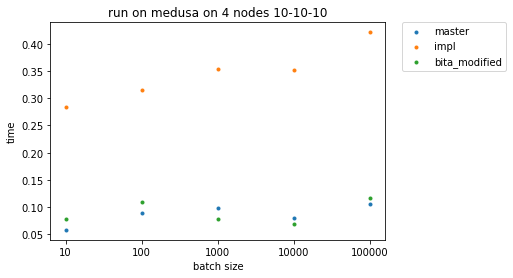 run on medusa on 4 nodes 10-10-10
master
impl
bita_modified
time
0.40
0.35
0.30
0.25
0.20
0.15
0.10
0.05
10 100 1000 10000 100000
batch size